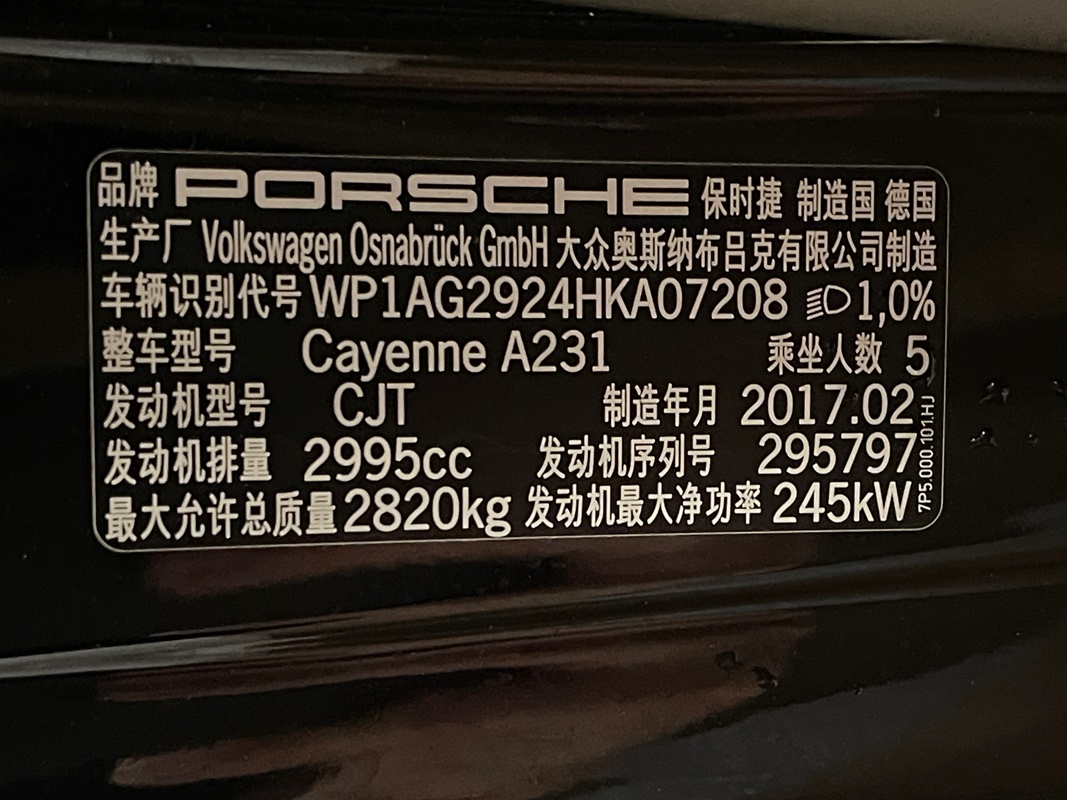 品牌 PORSCHE 保时捷 制造国 德国
生产厂 Volkswagen Osnabrück GmbH 大众奥斯纳布吕克有限公司制造
车辆识别代号 WP1AG2924HKA07208 1,0%
整车型号 Cayenne A231 乘坐人数 5
发动机型号 CJT 制造年月 2017.02
发动机排量 2995cc 发动机序列号 295797
最大允许总质量 2820kg 发动机最大净功率 245kW
7P5.000.101.HJ